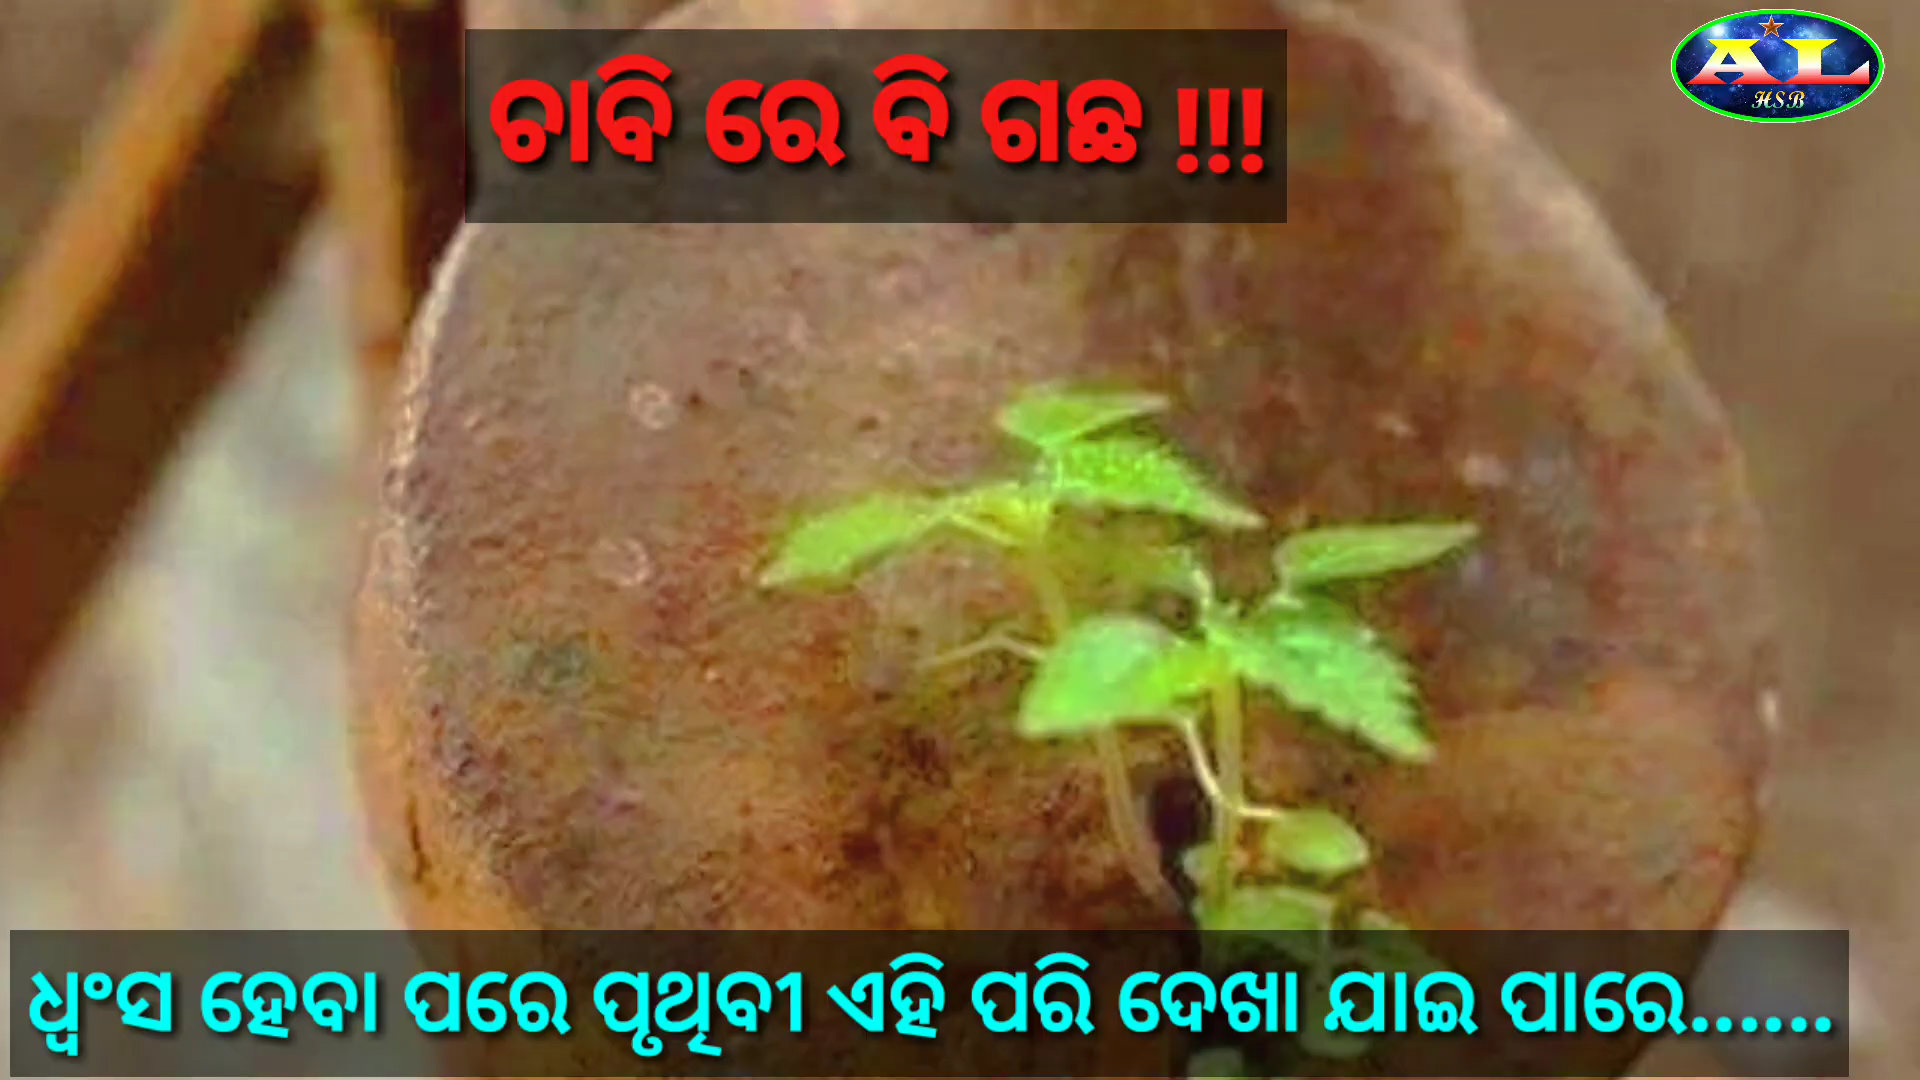 ଚାବି ରେ ବି ଗଛ !!!
AL
HSB
ଧ୍ୱଂସ ହେବା ପରେ ପୃଥିବୀ ଏହି ପରି ଦେଖା ଯାଇ ପାରେ......